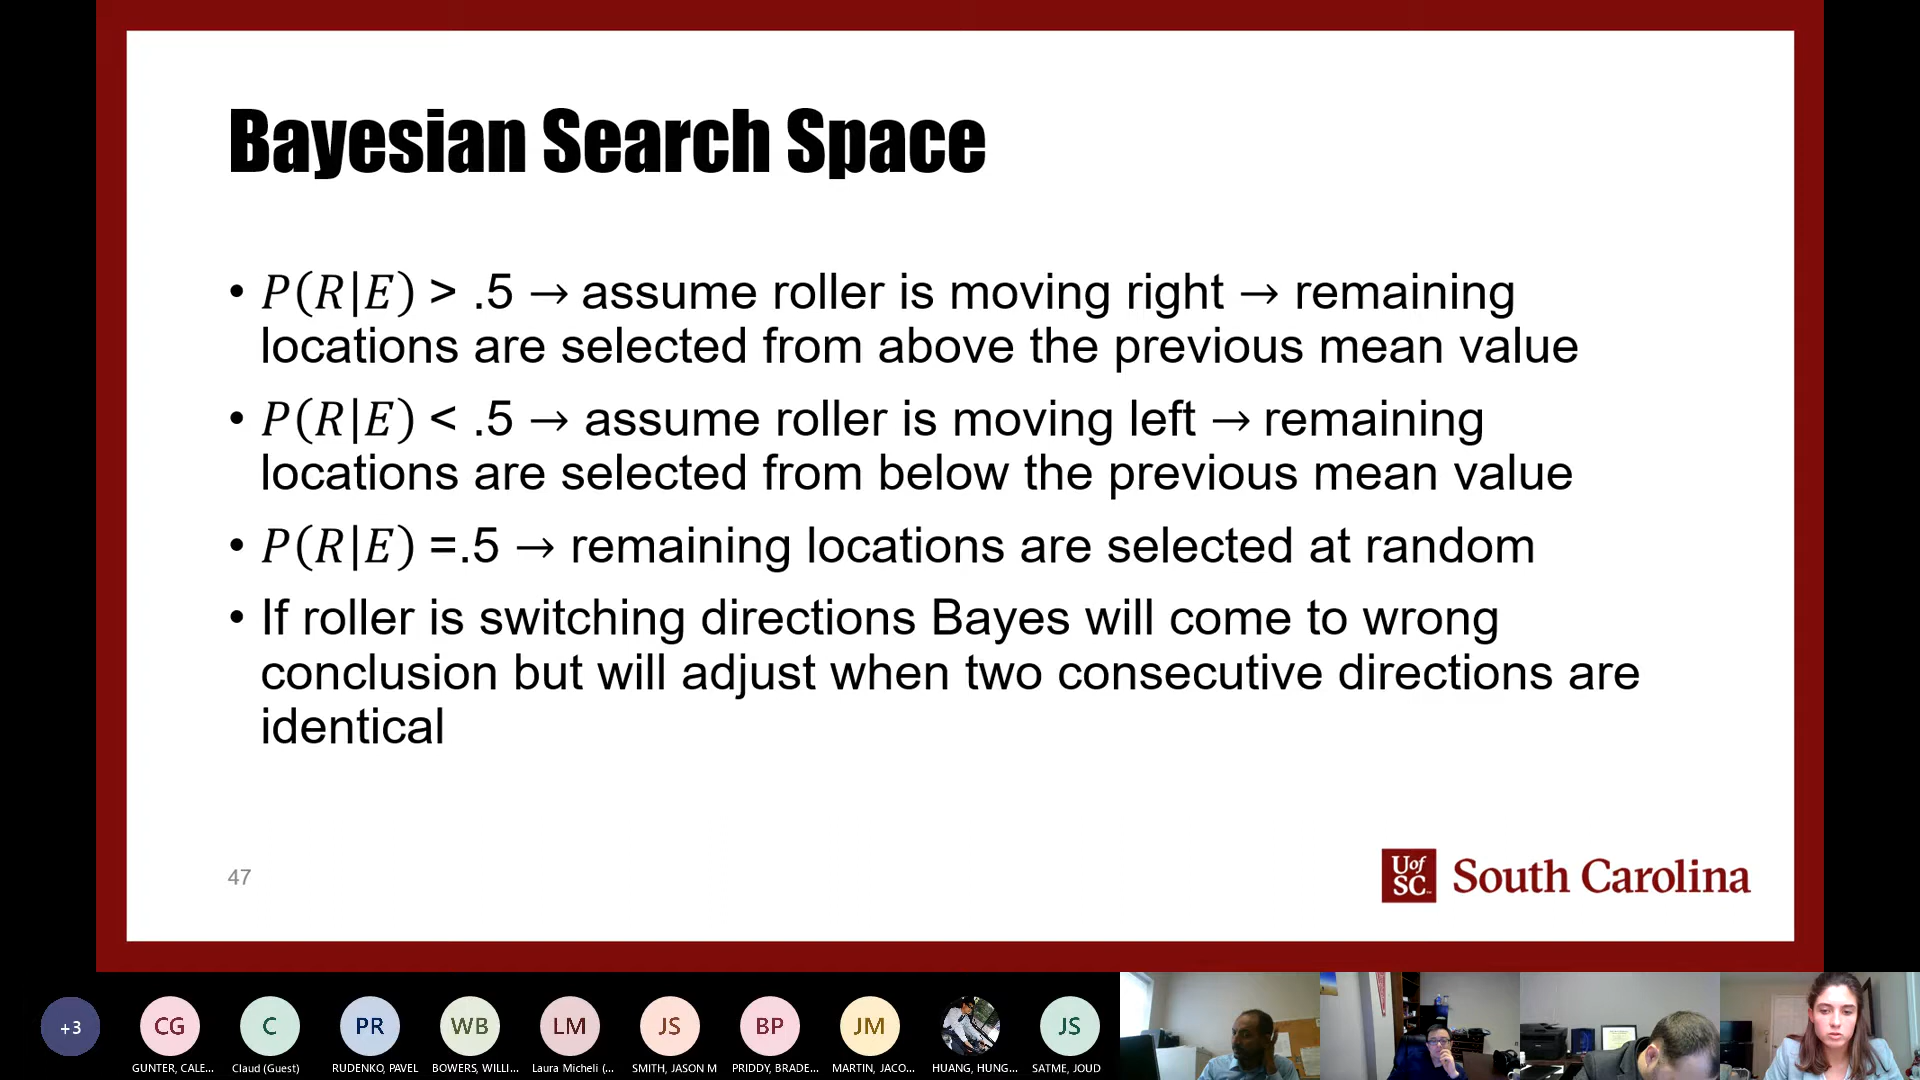 Bayesian Search Space
• P(R|E) > .5 → assume roller is moving right → remaining
locations are selected from above the previous mean value
• P(R|E) < .5 → assume roller is moving left → remaining
locations are selected from below the previous mean value
• P(R|E) =.5 → remaining locations are selected at random
• If roller is switching directions Bayes will come to wrong
conclusion but will adjust when two consecutive directions are
identical
47
UofSC South Carolina
+3 CG C PR WB LM JS BP JM JS
GUNTER, CALE... Claud (Guest) RUDENKO, PAVEL BOWERS, WILLI... Laura Micheli (... SMITH, JASON M PRIDDY, BRADE... MARTIN, JACO... HUANG, HUNG... SATME, JOUD